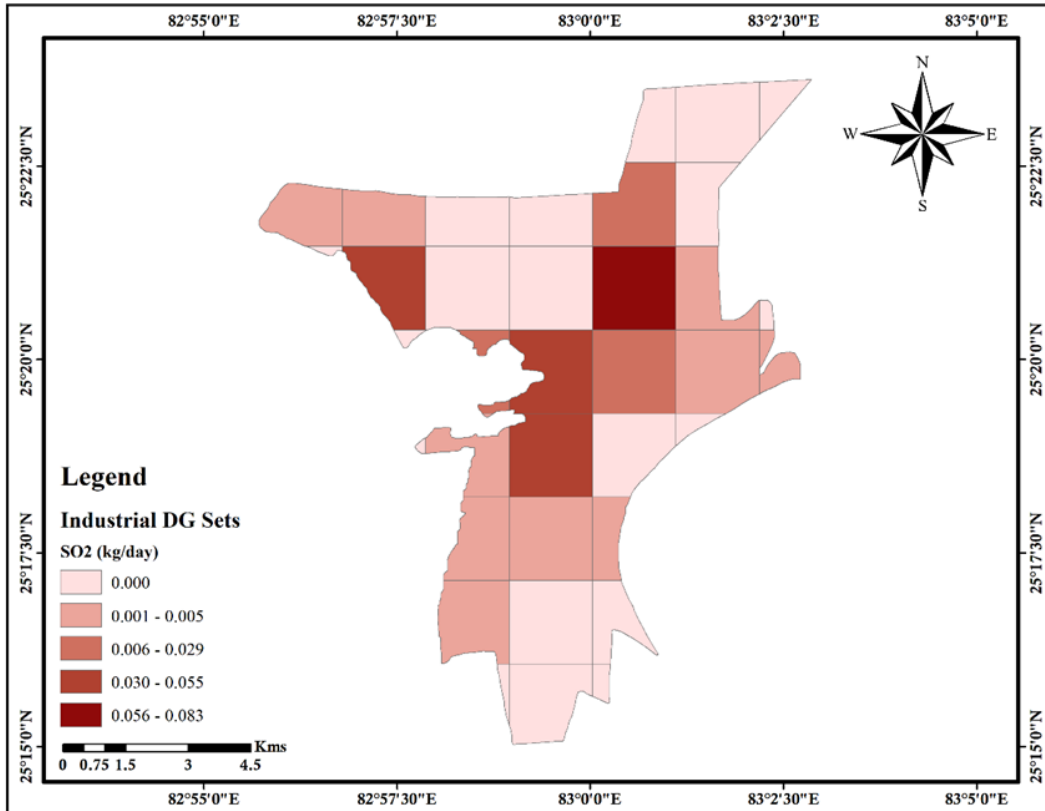 82°55'0"E 82°57'30"E 83°0'0"E 83°2'30"E 83°5'0"E
N
W E
S
25°22'30"N 25°22'30"N
25°20'0"N 25°20'0"N
25°17'30"N 25°17'30"N
25°15'0"N 25°15'0"N
Legend
Industrial DG Sets
SO2 (kg/day)
0.000
0.001 - 0.005
0.006 - 0.029
0.030 - 0.055
0.056 - 0.083
Kms
0 0.75 1.5 3 4.5
82°55'0"E 82°57'30"E 83°0'0"E 83°2'30"E 83°5'0"E